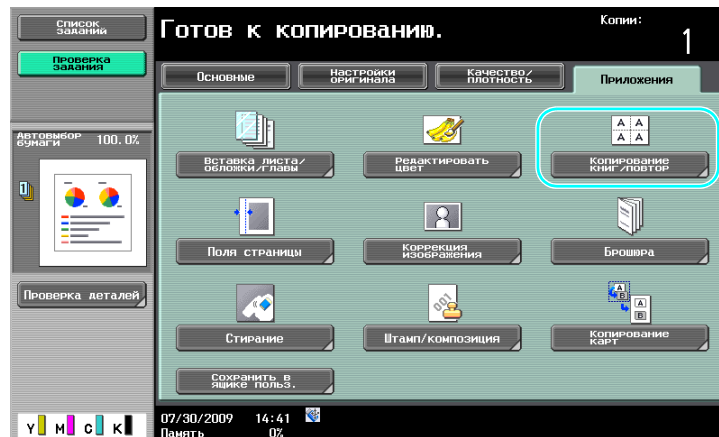 Список
заданий
Готов к копированию.
Копии:
1
Проверка
задания
Основные
Настройки
оригинала
Качество/
плотность
Приложения
Автовыбор
бумаги
100.0%
A A
A A
Вставка листа/
обложки/главы
Редактировать
цвет
Копирование
книг/повтор
Поля страницы
Коррекция
изображения
Брошюра
Проверка деталей
001
A
B
A
B
Стирание
Штамп/композиция
Копирование
карт
Сохранить в
ящике польз.
Y M C K
07/30/2009 14:41
Память 0%